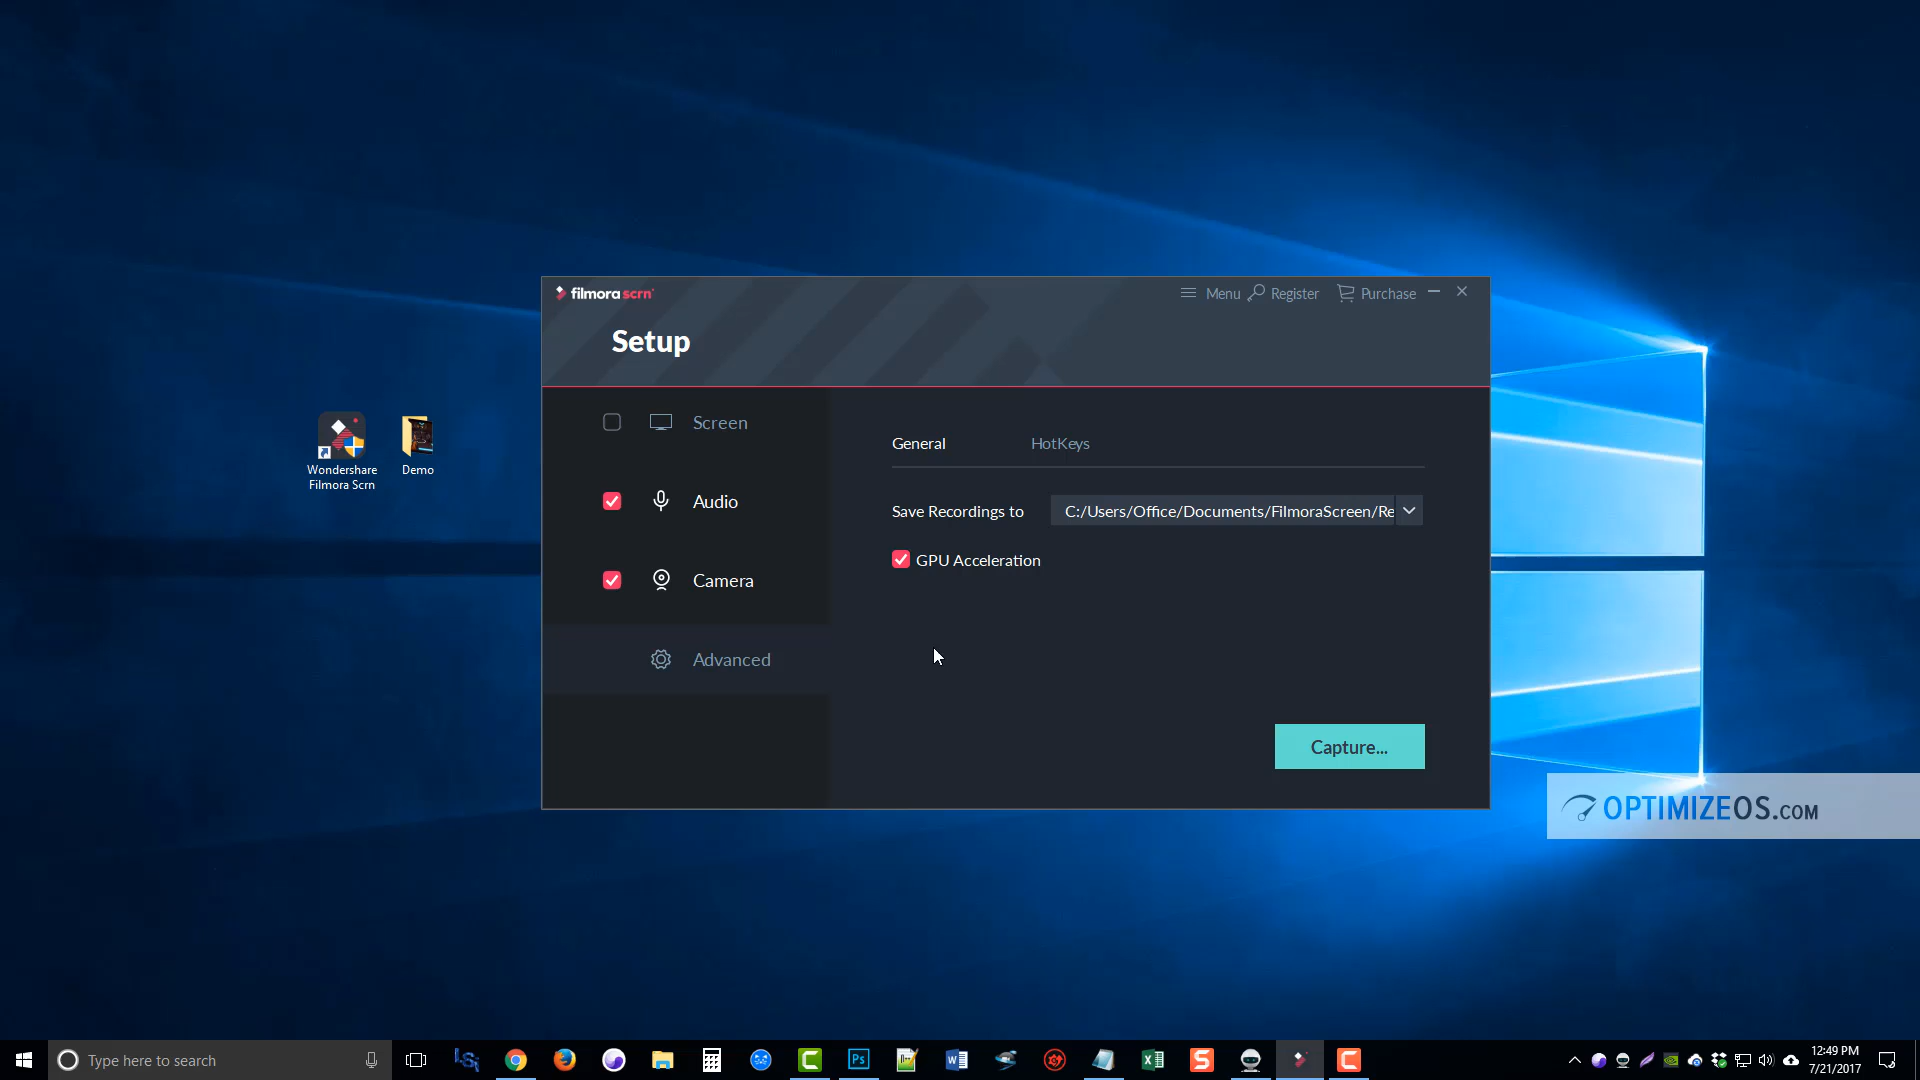 filmora scrn
Menu
Register
Purchase
Setup
Screen
Audio
Camera
Advanced
General
HotKeys
Save Recordings to
C:/Users/Office/Documents/FilmoraScreen/Re
GPU Acceleration
Capture...
Wondershare
Filmora Scrn
Demo
OPTIMIZEOS.COM
Type here to search
Ps
12:49 PM
7/21/2017